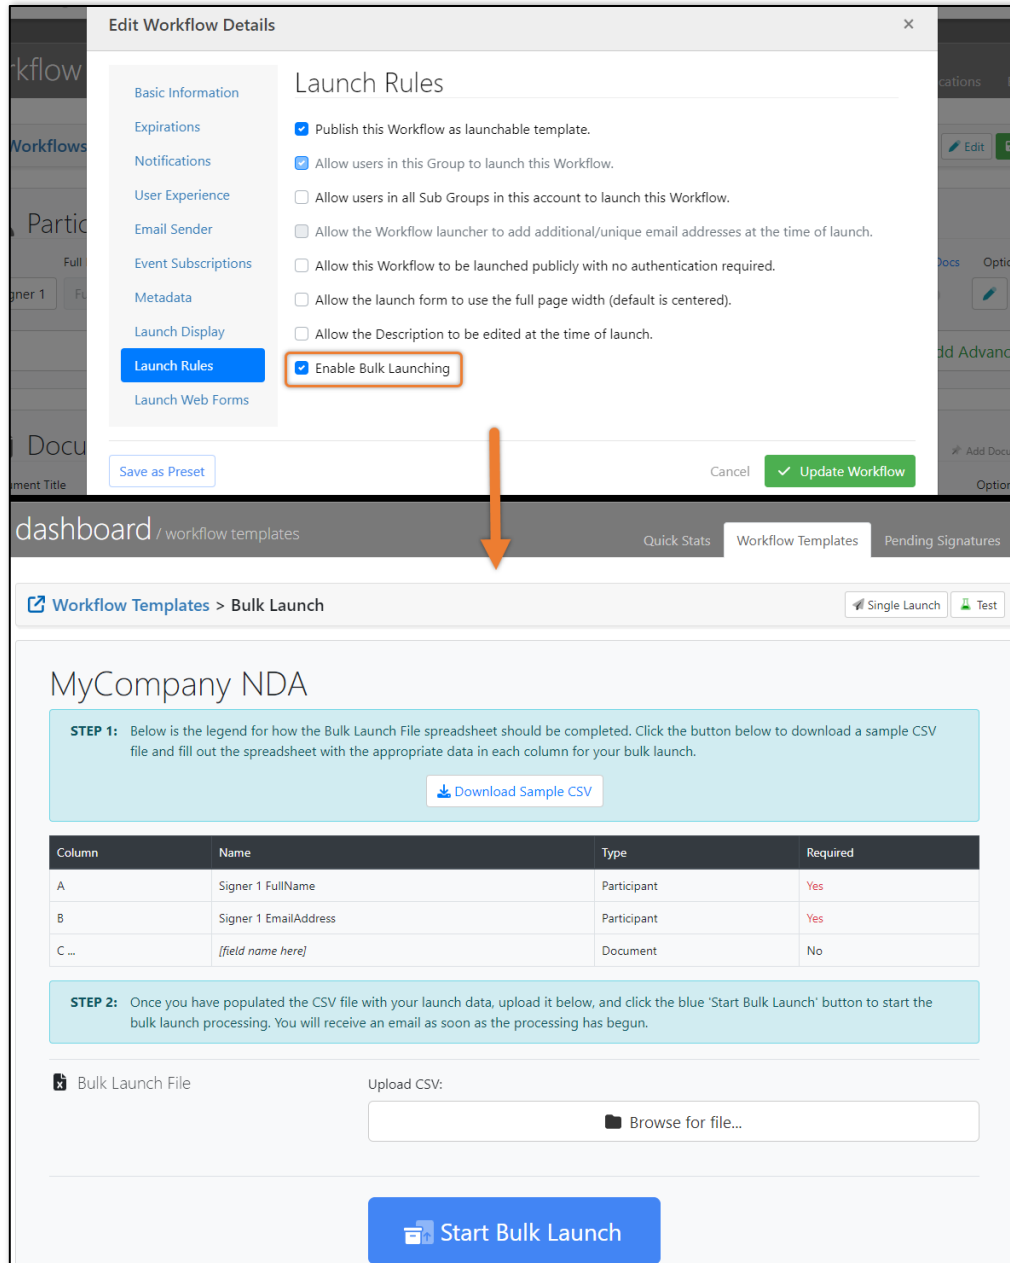 Edit Workflow Details ×
rkflow
cations
Basic Information
Expirations
Notifications
User Experience
Email Sender
Event Subscriptions
Metadata
Launch Display
Launch Rules
Launch Web Forms
Launch Rules
Publish this Workflow as launchable template.
Allow users in this Group to launch this Workflow.
Allow users in all Sub Groups in this account to launch this Workflow.
Allow the Workflow launcher to add additional/unique email addresses at the time of launch.
Allow this Workflow to be launched publicly with no authentication required.
Allow the launch form to use the full page width (default is centered).
Allow the Description to be edited at the time of launch.
Enable Bulk Launching
Workflows
Edit
Partic
Full
Docs Optio
gner 1 Fu
dd Advanc
Docu
Add Docu
ment Title
Option
Save as Preset
Cancel
Update Workflow
dashboard / workflow templates
Quick Stats Workflow Templates Pending Signatures
Workflow Templates > Bulk Launch
Single Launch Test
MyCompany NDA
STEP 1: Below is the legend for how the Bulk Launch File spreadsheet should be completed. Click the button below to download a sample CSV
file and fill out the spreadsheet with the appropriate data in each column for your bulk launch.
Download Sample CSV
Column Name Type Required
A Signer 1 FullName Participant Yes
B Signer 1 EmailAddress Participant Yes
C ... [field name here] Document No
STEP 2: Once you have populated the CSV file with your launch data, upload it below, and click the blue 'Start Bulk Launch' button to start the
bulk launch processing. You will receive an email as soon as the processing has begun.
Bulk Launch File
Upload CSV:
Browse for file...
Start Bulk Launch